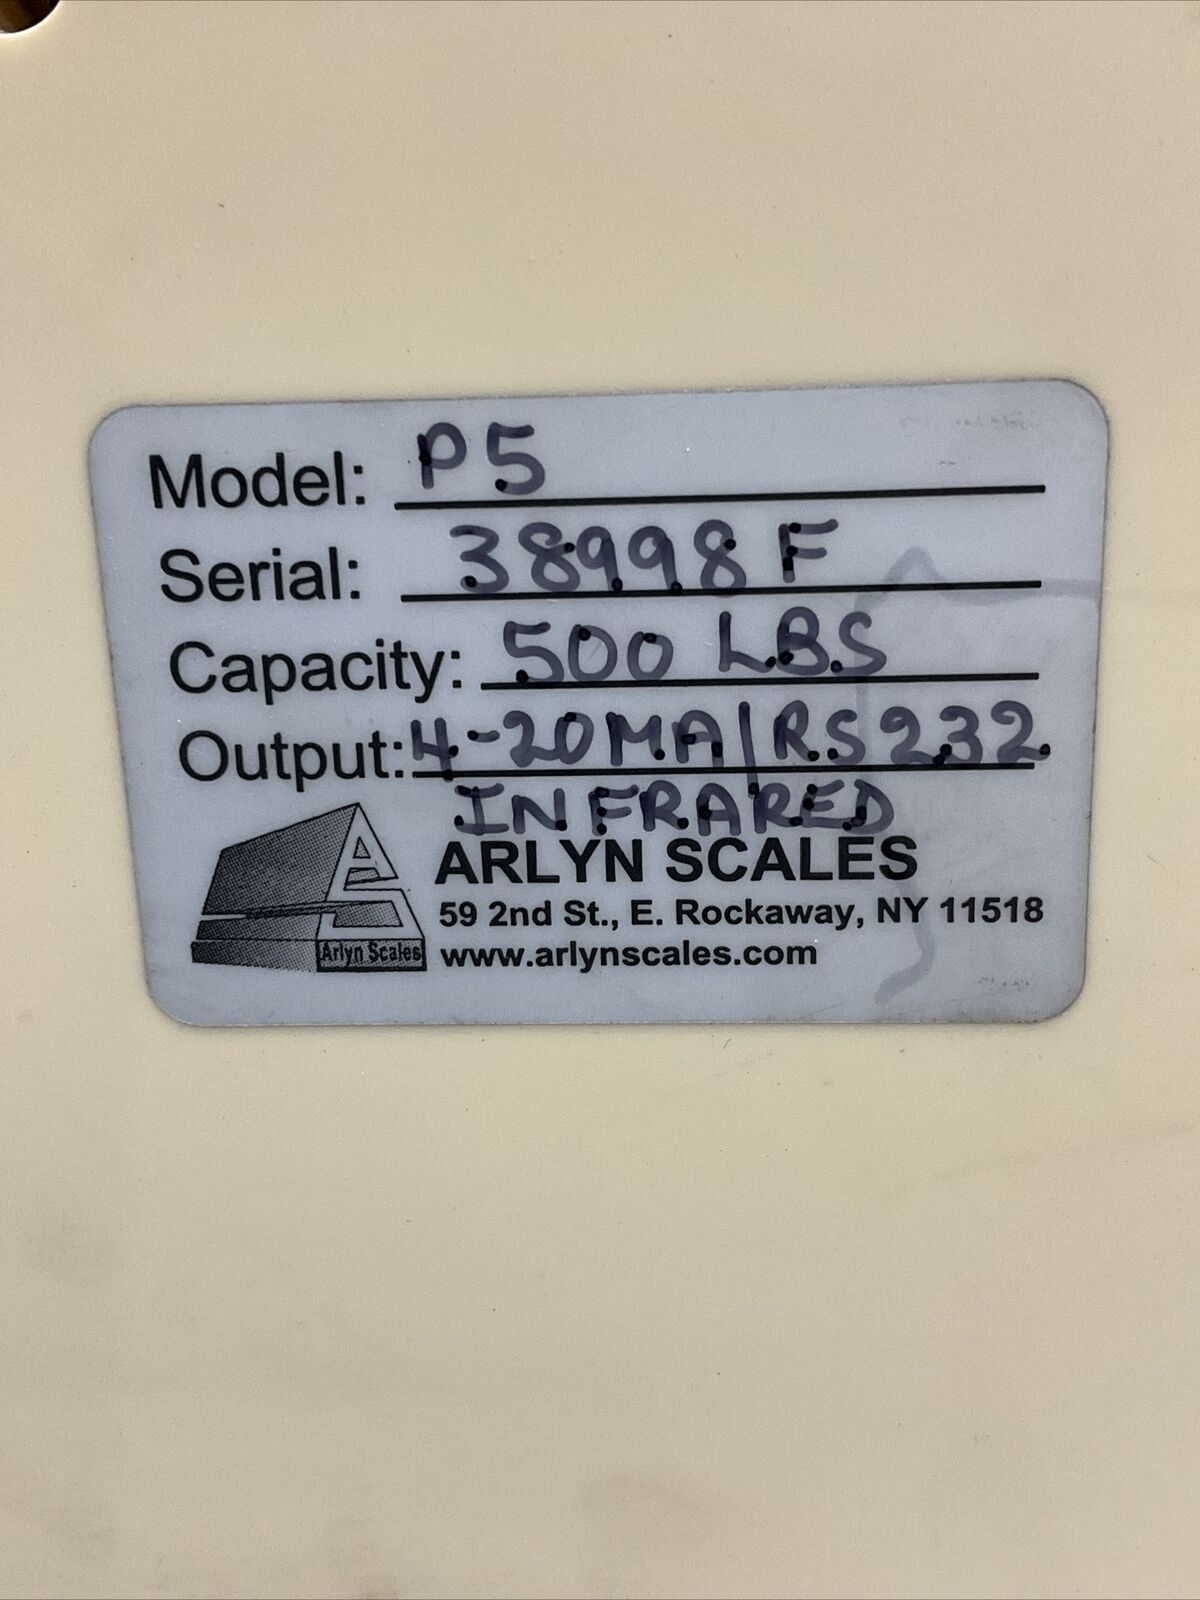 Model: P5
Serial: 38998F
Capacity: 500 LBS
Output: 4-20MA/RS232
INFRARED
ARLYN SCALES
59 2nd St., E. Rockaway, NY 11518
Arlyn Scales
www.arlynscales.com